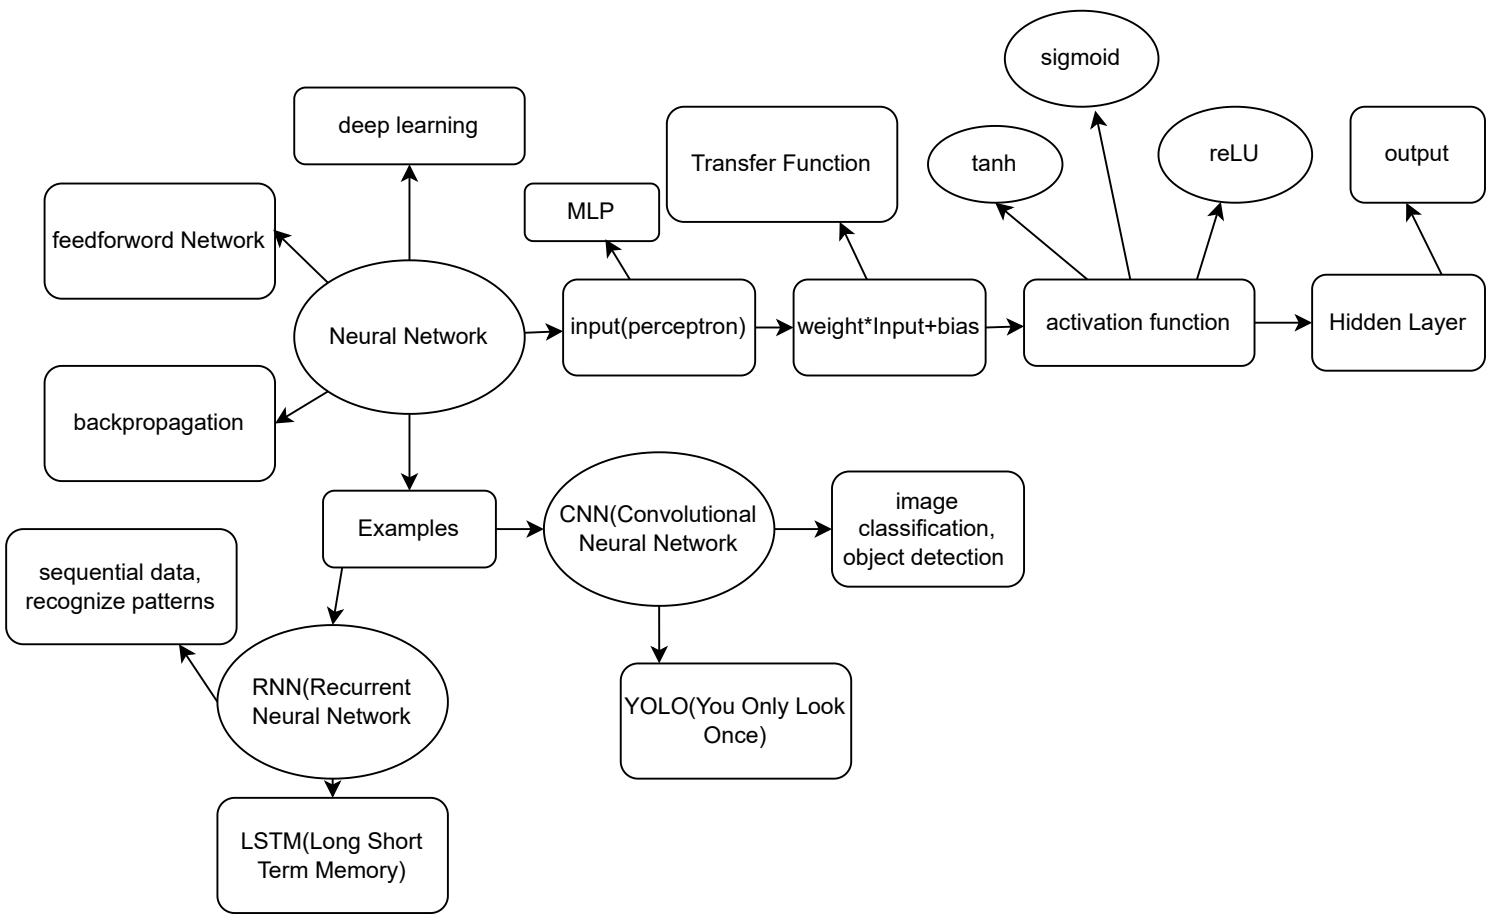 sigmoid
deep learning
Transfer Function
tanh
reLU
output
MLP
feedforword Network
Neural Network
input(perceptron)
weight*Input+bias
activation function
Hidden Layer
backpropagation
Examples
CNN(Convolutional
Neural Network
image
classification,
object detection
sequential data,
recognize patterns
RNN(Recurrent
Neural Network
YOLO(You Only Look
Once)
LSTM(Long Short
Term Memory)